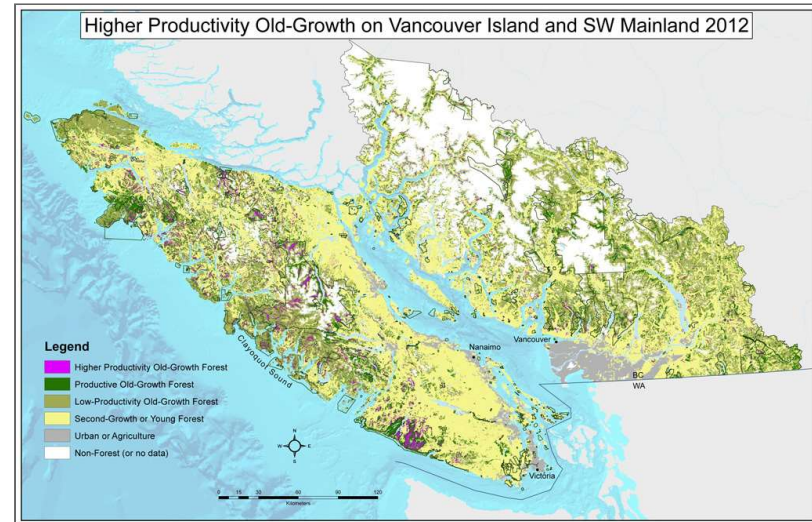 Higher Productivity Old-Growth on Vancouver Island and SW Mainland 2012
Vancouver
Nanaimo
BC
WA
Clayoquot Sound
Victoria
Legend
Higher Productivity Old-Growth Forest
Productive Old-Growth Forest
Low-Productivity Old-Growth Forest
Second-Growth or Young Forest
Urban or Agriculture
Non-Forest (or no data)
N
W E
S
0 15 30 60 90 120
Kilometers